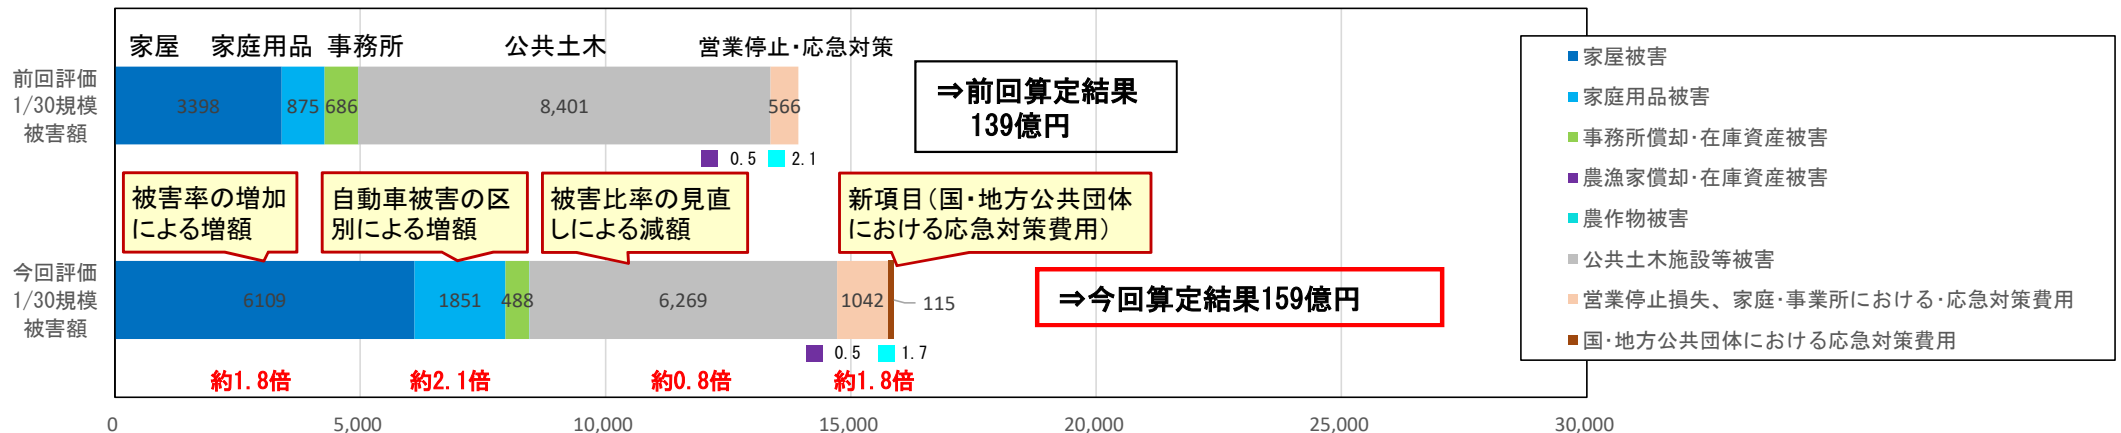 家屋 家庭用品 事務所 公共土木 営業停止・応急対策
前回評価
1/30規模
被害額
3398 875 686 8,401 566
0.5 2.1
⇒前回算定結果
139億円
被害率の増加
による増額
自動車被害の区
別による増額
被害比率の見直
しによる減額
新項目(国・地方公共団体
における応急対策費用)
今回評価
1/30規模
被害額
6109 1851 488 6,269 1042 115
0.5 1.7
⇒今回算定結果159億円
約1.8倍 約2.1倍 約0.8倍 約1.8倍
0 5,000 10,000 15,000 20,000 25,000 30,000
家屋被害
家庭用品被害
事務所償却・在庫資産被害
農漁家償却・在庫資産被害
農作物被害
公共土木施設等被害
営業停止損失、家庭・事業所における・応急対策費用
国・地方公共団体における応急対策費用